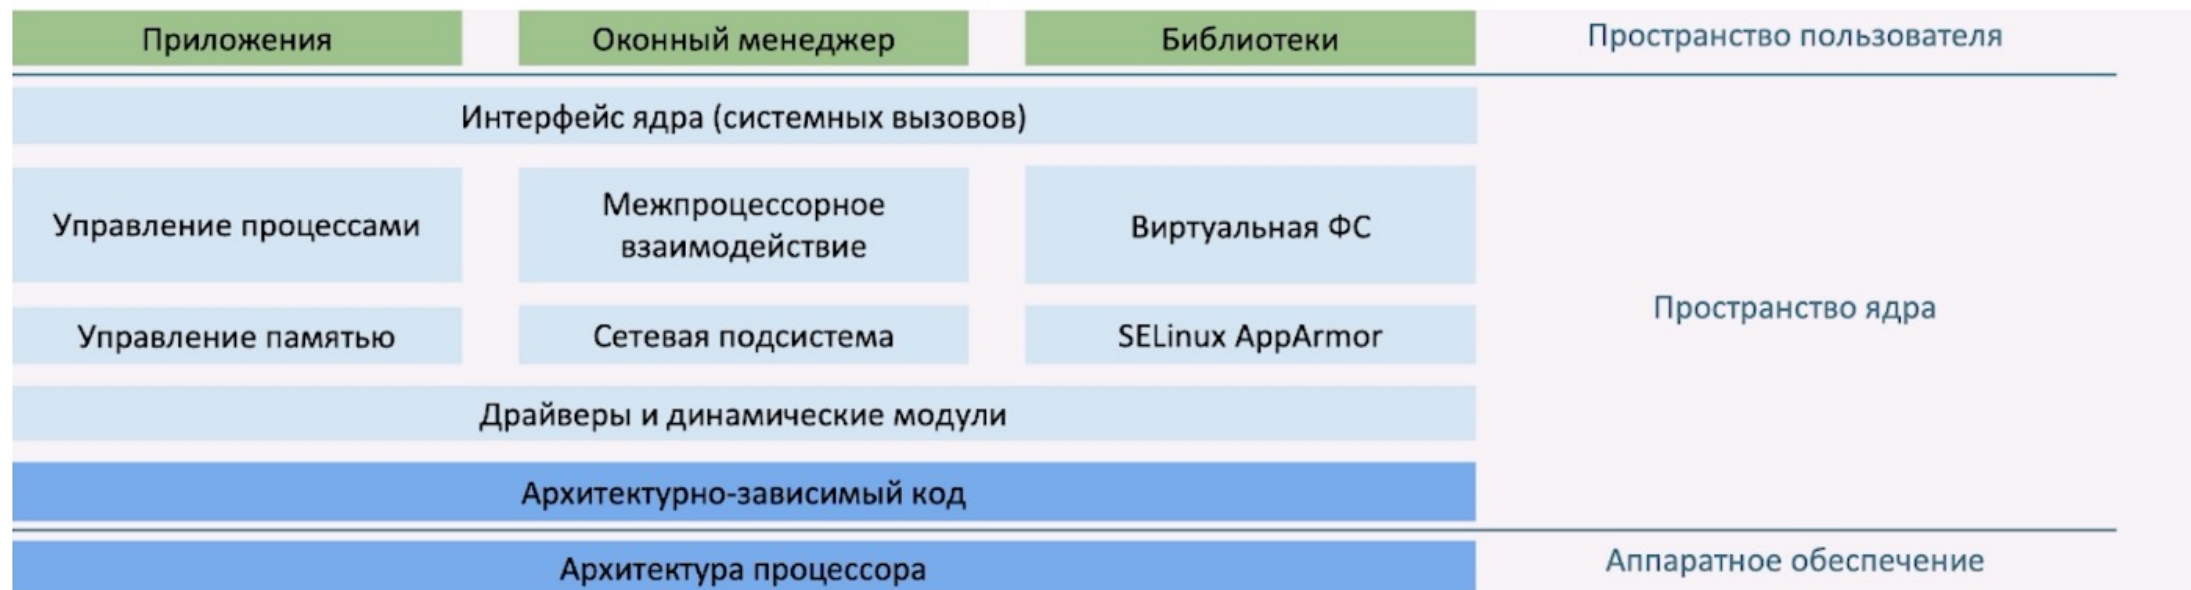 Приложения
Оконный менеджер
Библиотеки
Пространство пользователя
Интерфейс ядра (системных вызовов)
Управление процессами
Межпроцессорное
взаимодействие
Виртуальная ФС
Пространство ядра
Управление памятью
Сетевая подсистема
SELinux AppArmor
Драйверы и динамические модули
Архитектурно-зависимый код
Архитектура процессора
Аппаратное обеспечение